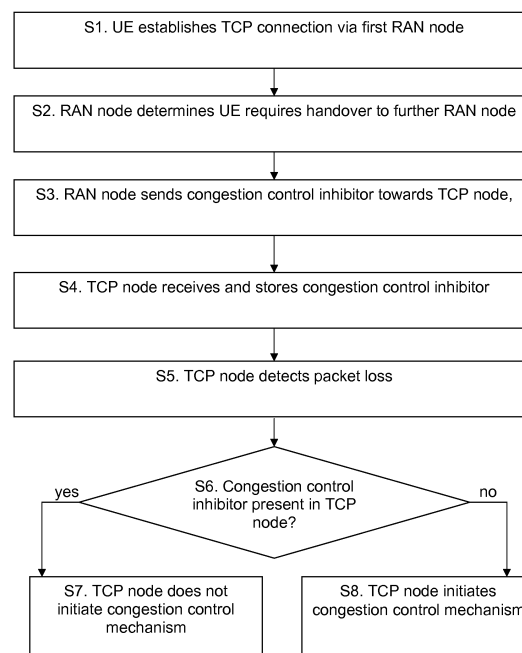 S1. UE establishes TCP connection via first RAN node
S2. RAN node determines UE requires handover to further RAN node
S3. RAN node sends congestion control inhibitor towards TCP node,
S4. TCP node receives and stores congestion control inhibitor
S5. TCP node detects packet loss
S6. Congestion control
inhibitor present in TCP
node?
yes
no
S7. TCP node does not
initiate congestion control
mechanism
S8. TCP node initiates
congestion control mechanism